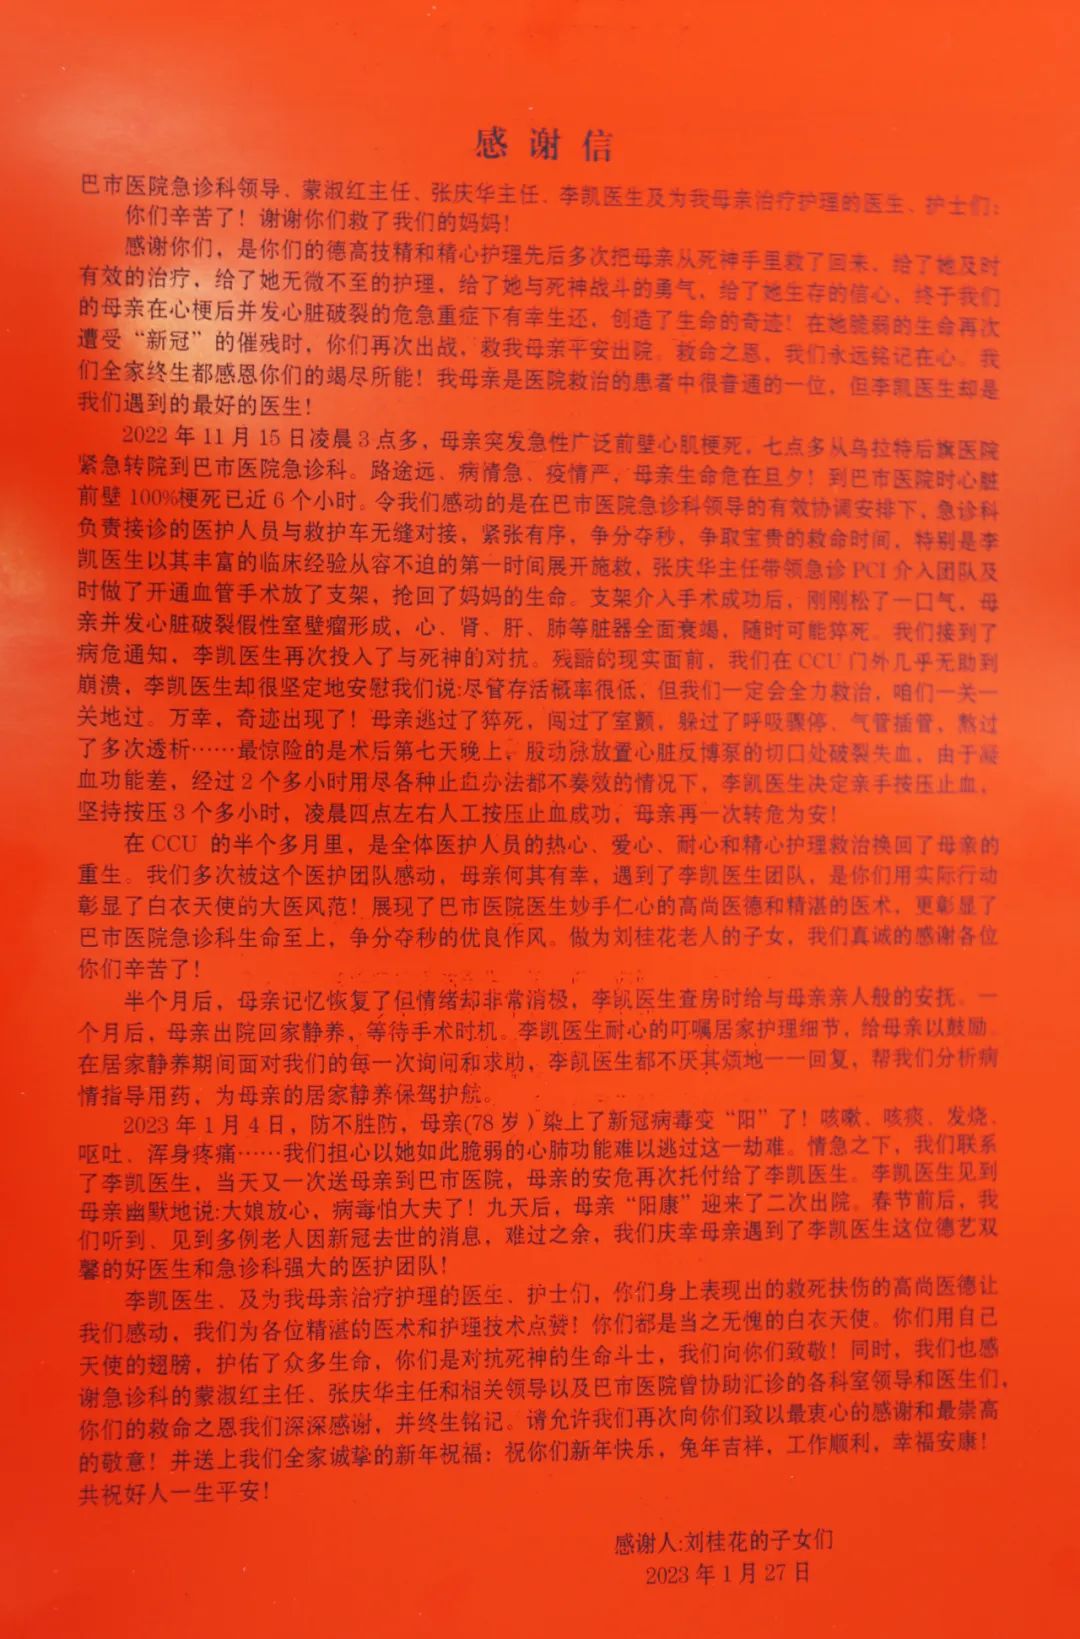 感谢信
巴市医院急诊科领导、蒙淑红主任、张庆华主任、李凯医生及为我母亲治疗护理的医生、护士们：
你们辛苦了！谢谢你们救了我们的妈妈！
感谢你们，是你们的德高技精和精心护理先后多次把母亲从死神手里救了回来，给了她及时
有效的治疗，给了她无微不至的护理，给了她与死神战斗的勇气，给了她生存的信心，终于我们
的母亲在心梗后并发心脏破裂的危急重症下有幸生还，创造了生命的奇迹！在她脆弱的生命再次
遭受“新冠”的催残时，你们再次出战，救我母亲平安出院。救命之恩，我们永远铭记在心。我
们全家终生都感恩你们的竭尽所能！我母亲是医院救治的患者中很普通的一位，但李凯医生却是
我们遇到的最好的医生！
2022年11月15日凌晨3点多，母亲突发急性广泛前壁心肌梗死，七点多从乌拉特后旗医院
紧急转院到巴市医院急诊科。路途远、病情急、疫情严，母亲生命危在旦夕！到巴市医院时心脏
前壁100%梗死已近6个小时。令我们感动的是在巴市医院急诊科领导的有效协调安排下，急诊科
负责接诊的医护人员与救护车无缝对接，紧张有序，争分夺秒，争取宝贵的救命时间，特别是李
凯医生以其丰富的临床经验从容不迫的第一时间展开施救，张庆华主任带领急诊PCI介入团队及
时做了开通血管手术放了支架，抢回了妈妈的生命。支架介入手术成功后，刚刚松了一口气，母
亲并发心脏破裂假性室壁瘤形成，心、肾、肝、肺等脏器全面衰竭，随时可能猝死。我们接到了
病危通知，李凯医生再次投入了与死神的对抗。残酷的现实面前，我们在CCU门外几乎无助到
崩溃，李凯医生却很坚定地安慰我们说:尽管存活概率很低，但我们一定会全力救治，咱们一关一
关地过。万幸，奇迹出现了！母亲逃过了猝死，闯过了室颤，躲过了呼吸骤停、气管插管，熬过
了多次透析……最惊险的是术后第七天晚上，股动脉放置心脏反博泵的切口处破裂失血，由于凝
血功能差，经过2个多小时用尽各种止血办法都不奏效的情况下，李凯医生决定亲手按压止血，
坚持按压3个多小时，凌晨四点左右人工按压止血成功，母亲再一次转危为安！
在CCU的半个多月里，是全体医护人员的热心、爱心、耐心和精心护理救治换回了母亲的
重生。我们多次被这个医护团队感动，母亲何其有幸，遇到了李凯医生团队，是你们用实际行动
彰显了白衣天使的大医风范！展现了巴市医院医生妙手仁心的高尚医德和精湛的医术，更彰显了
巴市医院急诊科生命至上，争分夺秒的优良作风。做为刘桂花老人的子女，我们真诚的感谢各位
你们辛苦了！
半个月后，母亲记忆恢复了但情绪却非常消极，李凯医生查房时给与母亲亲人般的安抚。一
个月后，母亲出院回家静养，等待手术时机。李凯医生耐心的叮嘱居家护理细节，给母亲以鼓励。
在居家静养期间面对我们的每一次询问和求助，李凯医生都不厌其烦地一一回复，帮我们分析病
情指导用药，为母亲的居家静养保驾护航。
2023年1月4日，防不胜防，母亲(78岁）染上了新冠病毒变“阳”了！咳嗽、咳痰、发烧、
呕吐、浑身疼痛……我们担心以她如此脆弱的心肺功能难以逃过这一劫难。情急之下，我们联系
了李凯医生，当天又一次送母亲到巴市医院，母亲的安危再次托付给了李凯医生。李凯医生见到
母亲幽默地说:大娘放心，病毒怕大夫了！九天后，母亲“阳康”迎来了二次出院。春节前后，我
们听到、见到多例老人因新冠去世的消息，难过之余，我们庆幸母亲遇到了李凯医生这位德艺双
馨的好医生和急诊科强大的医护团队！
李凯医生、及为我母亲治疗护理的医生、护士们，你们身上表现出的救死扶伤的高尚医德让
我们感动，我们为各位精湛的医术和护理技术点赞！你们都是当之无愧的白衣天使。你们用自己
天使的翅膀，护佑了众多生命，你们是对抗死神的生命斗士，我们向你们致敬！同时，我们也感
谢急诊科的蒙淑红主任、张庆华主任和相关领导以及巴市医院曾协助汇诊的各科室领导和医生们，
你们的救命之恩我们深深感谢，并终生铭记。请允许我们再次向你们致以最衷心的感谢和最崇高
的敬意！并送上我们全家诚挚的新年祝福：祝你们新年快乐，兔年吉祥，工作顺利，幸福安康！
共祝好人一生平安！
感谢人:刘桂花的子女们
2023年1月27日